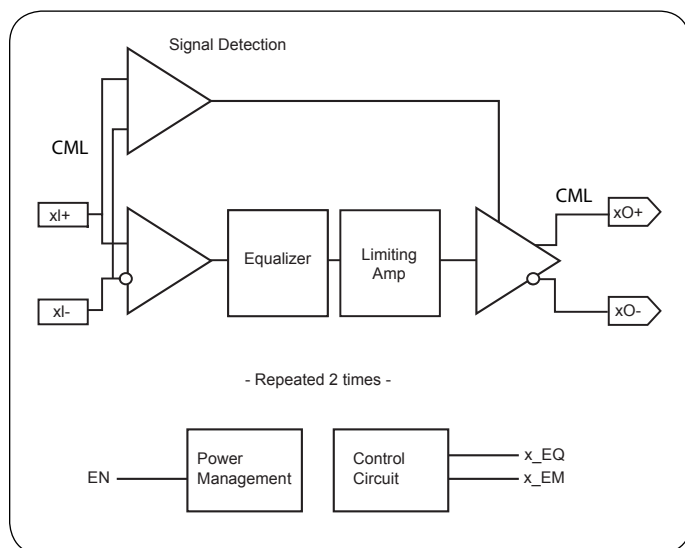 Signal Detection
CML
xI+
xI-
Equalizer
Limiting
Amp
CML
xO+
xO-
- Repeated 2 times -
EN
Power
Management
Control
Circuit
x_EQ
x_EM